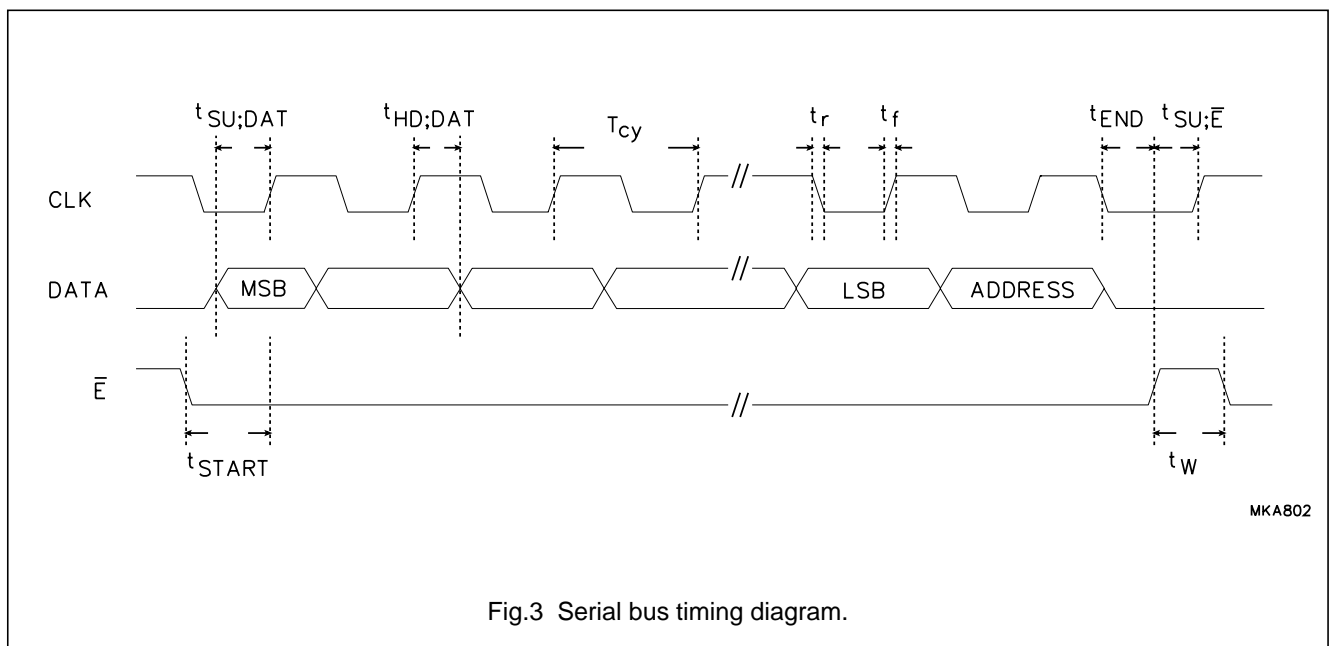 tSU;DAT tHD;DAT Tcy tr tf tEND tSU;E̅
CLK
DATA MSB LSB ADDRESS
E̅
tSTART tW
MKA802
Fig.3 Serial bus timing diagram.